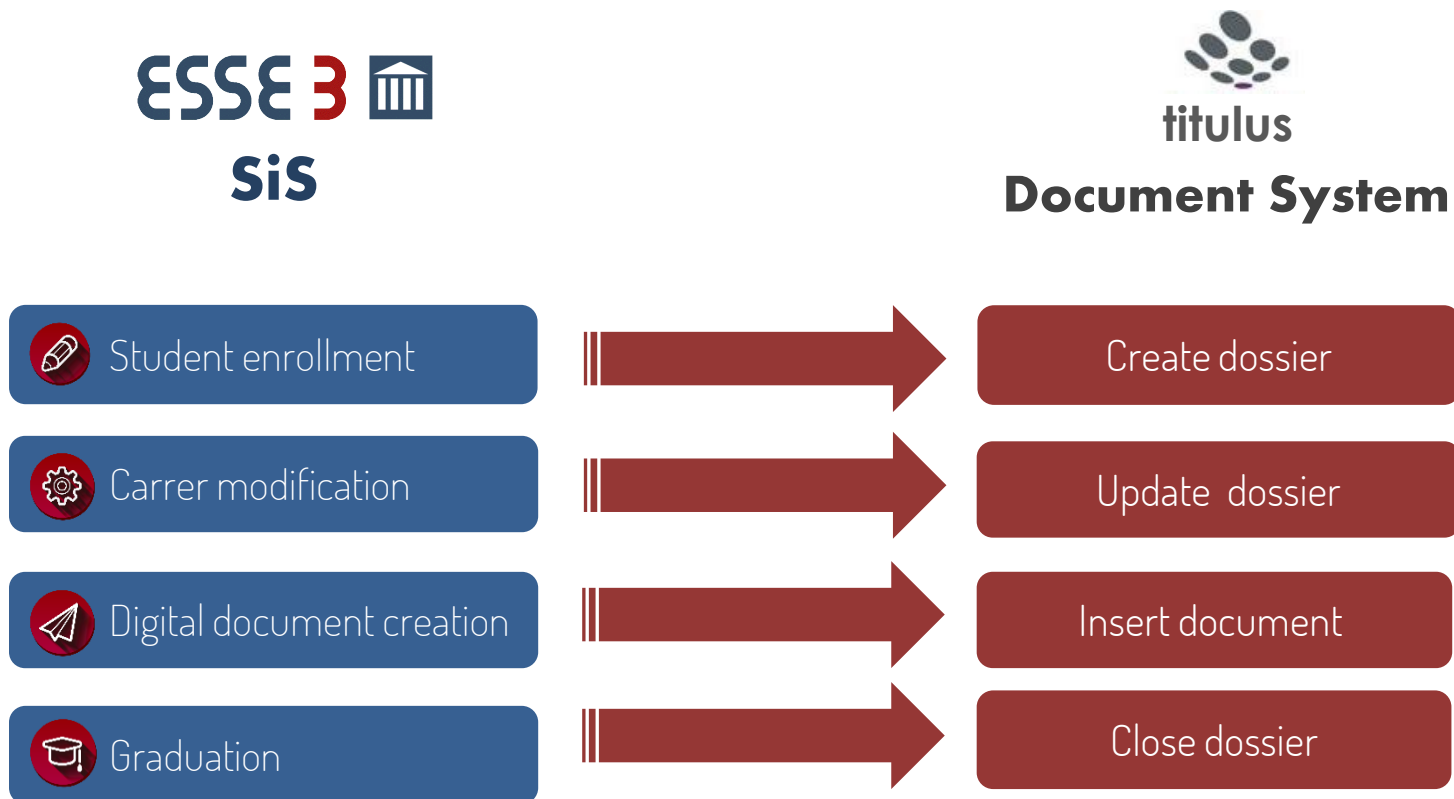 ESSE 3
SiS
titulus
Document System
Student enrollment
Create dossier
Carrer modification
Update dossier
Digital document creation
Insert document
Graduation
Close dossier